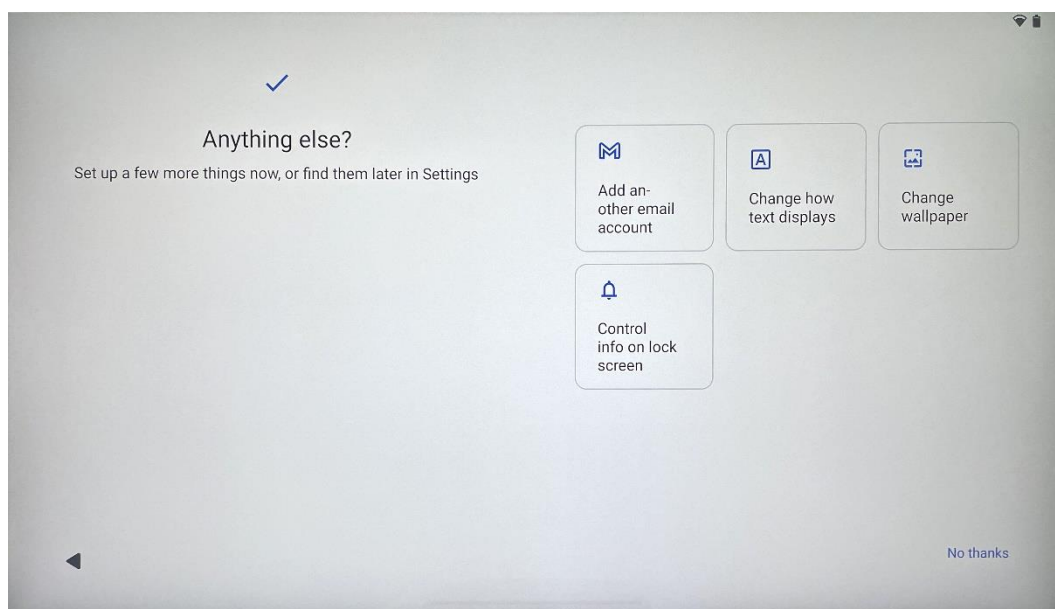 Anything else?
Set up a few more things now, or find them later in Settings
Add an-
other email
account
Change how
text displays
Change
wallpaper
Control
info on lock
screen
No thanks